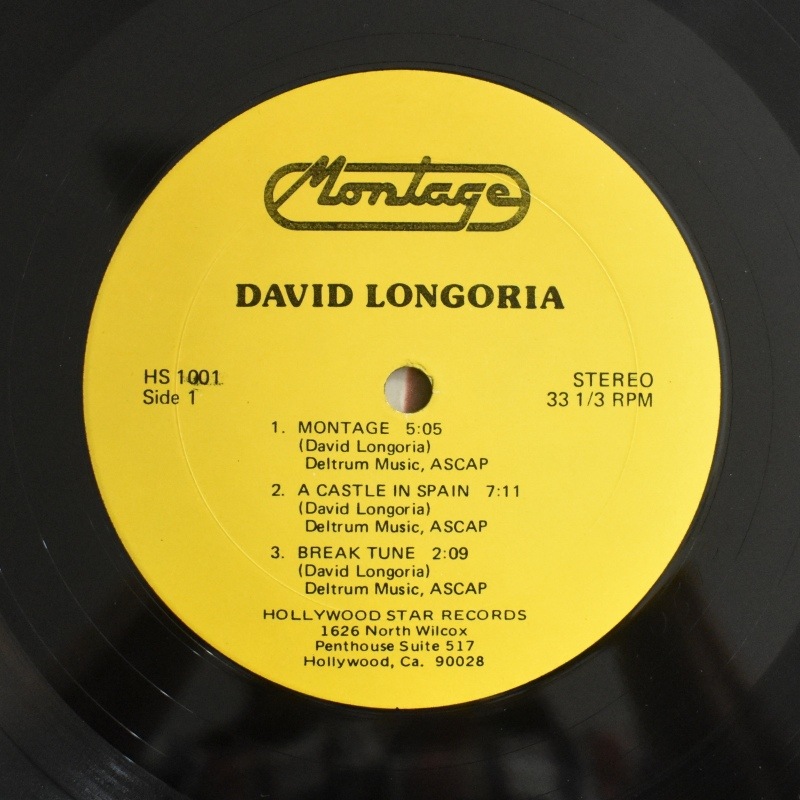 Montage
DAVID LONGORIA
HS 1001
Side 1
STEREO
33 1/3 RPM
1. MONTAGE 5:05
(David Longoria)
Deltrum Music, ASCAP
2. A CASTLE IN SPAIN 7:11
(David Longoria)
Deltrum Music, ASCAP
3. BREAK TUNE 2:09
(David Longoria)
Deltrum Music, ASCAP
HOLLYWOOD STAR RECORDS
1626 North Wilcox
Penthouse Suite 517
Hollywood, Ca. 90028